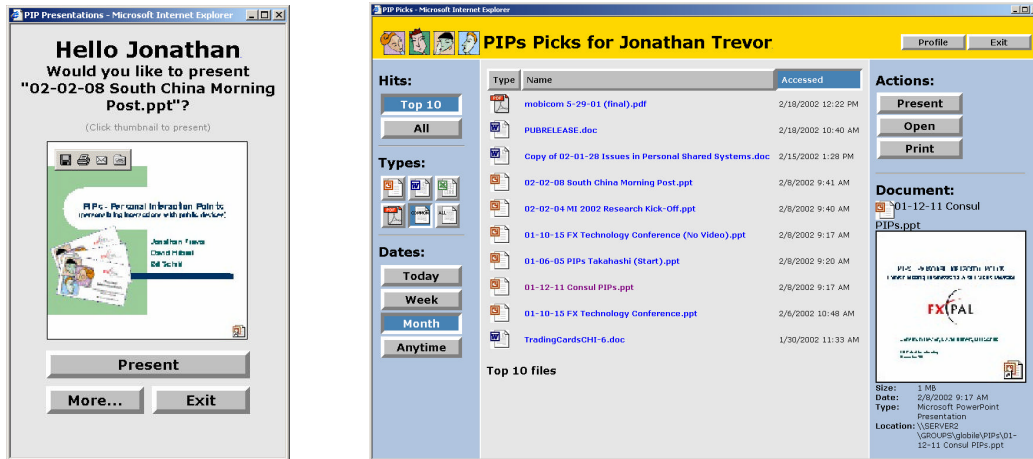 PIP Presentations - Microsoft Internet Explorer
Hello Jonathan
Would you like to present
"02-02-08 South China Morning
Post.ppt"?
(Click thumbnail to present)
PIPs - Personal Interaction Points
(personalizing interactions with public devices)
Jonathan Trevor
David Hilbert
Bill Schilit
Present
More...
Exit
PIP Picks - Microsoft Internet Explorer
PIPs Picks for Jonathan Trevor
Profile
Exit
Hits:
Top 10
All
Types:
COMMON
ALL
Dates:
Today
Week
Month
Anytime
Type
Name
Accessed
mobicom 5-29-01 (final).pdf
2/18/2002 12:22 PM
PUBRELEASE.doc
2/18/2002 10:40 AM
Copy of 02-01-28 Issues in Personal Shared Systems.doc
2/15/2002 1:28 PM
02-02-08 South China Morning Post.ppt
2/8/2002 9:41 AM
02-02-04 MI 2002 Research Kick-Off.ppt
2/8/2002 9:40 AM
01-10-15 FX Technology Conference (No Video).ppt
2/8/2002 9:17 AM
01-06-05 PIPs Takahashi (Start).ppt
2/8/2002 9:20 AM
01-12-11 Consul PIPs.ppt
2/8/2002 9:17 AM
01-10-15 FX Technology Conference.ppt
2/6/2002 10:48 AM
TradingCardsCHI-6.doc
1/30/2002 11:33 AM
Top 10 files
Actions:
Present
Open
Print
Document:
01-12-11 Consul
PIPs.ppt
FXPAL
Size: 1 MB
Date: 2/8/2002 9:17 AM
Type: Microsoft PowerPoint
Presentation
Location: \\SERVER2
\GROUPS\globile\PIPs\01-
12-11 Consul PIPs.ppt